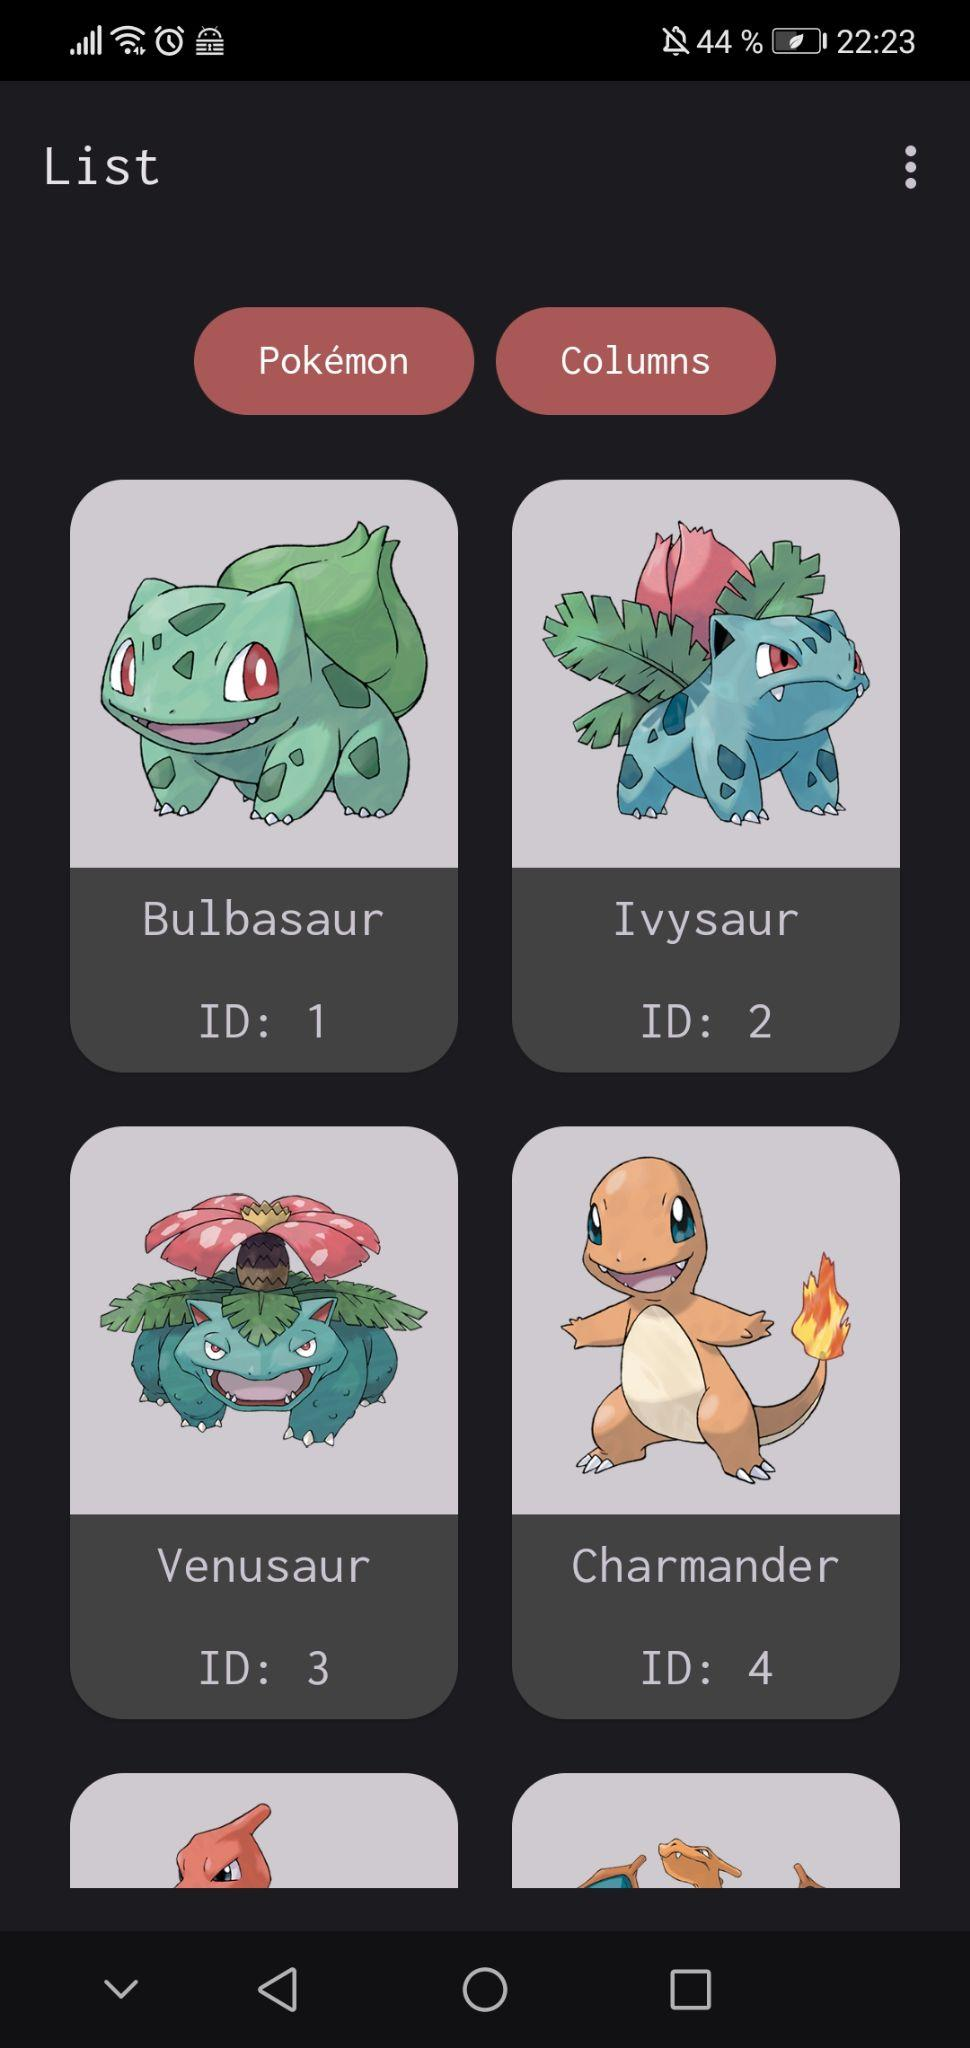 44 % 22:23
List
Pokémon Columns
Bulbasaur Ivysaur
ID: 1 ID: 2
Venusaur Charmander
ID: 3 ID: 4